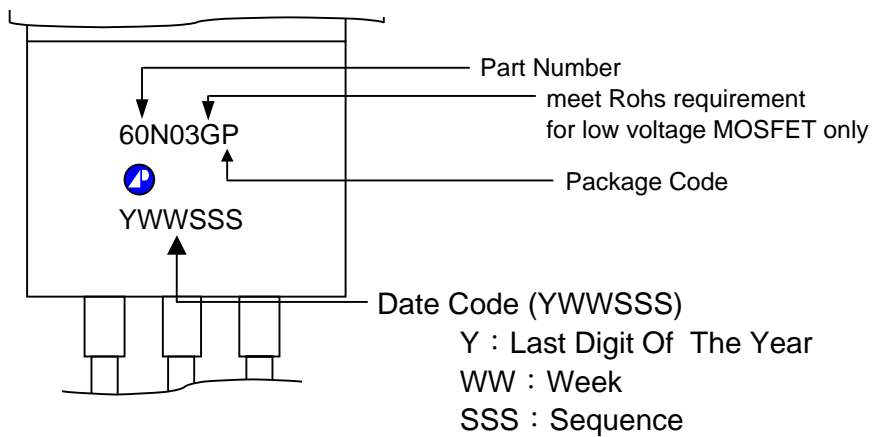 Part Number
meet Rohs requirement
for low voltage MOSFET only
60N03GP
Package Code
YWWSSS
Date Code (YWWSSS)
Y：Last Digit Of The Year
WW：Week
SSS：Sequence